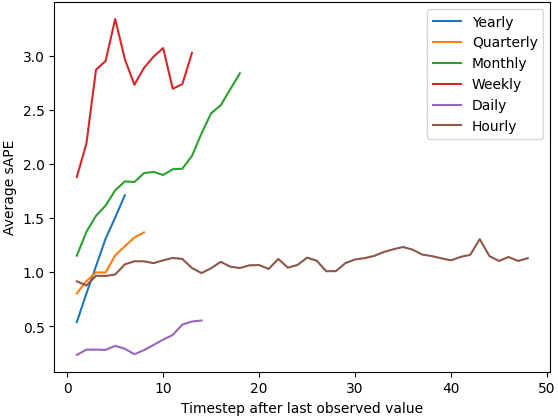 Yearly
Quarterly
Monthly
Weekly
Daily
Hourly
Average sAPE
3.0
2.5
2.0
1.5
1.0
0.5
0 10 20 30 40 50
Timestep after last observed value